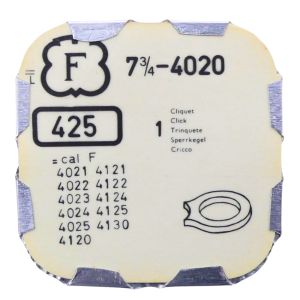 F 7¾-4020
L
425
1 Cliquet
Click
Trinquete
Sperrkegel
Cricco
= cal F
4021 4121
4022 4122
4023 4124
4024 4125
4025 4130
4120